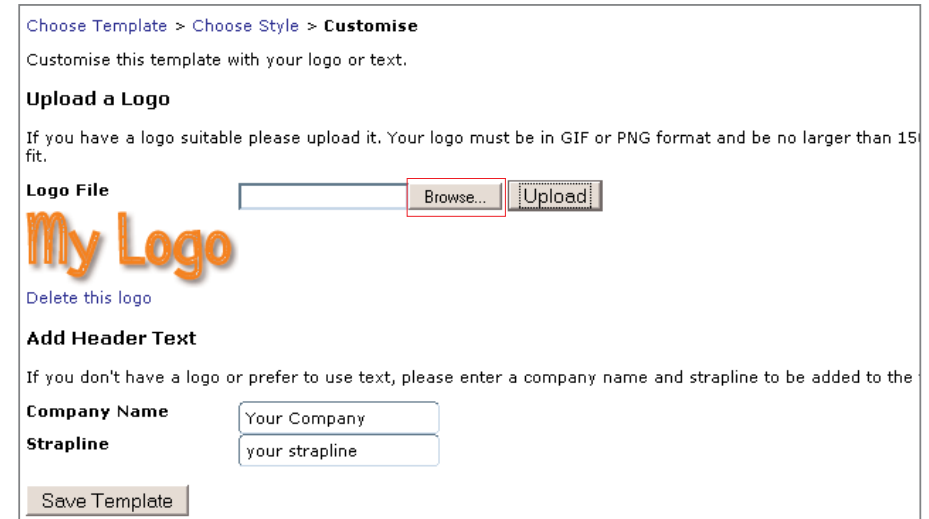 Choose Template > Choose Style > Customise
Customise this template with your logo or text.
Upload a Logo
If you have a logo suitable please upload it. Your logo must be in GIF or PNG format and be no larger than
fit.
Logo File Browse... Upload
My Logo
Delete this logo
Add Header Text
If you don't have a logo or prefer to use text, please enter a company name and strapline to be added to the
Company Name Your Company
Strapline your strapline
Save Template